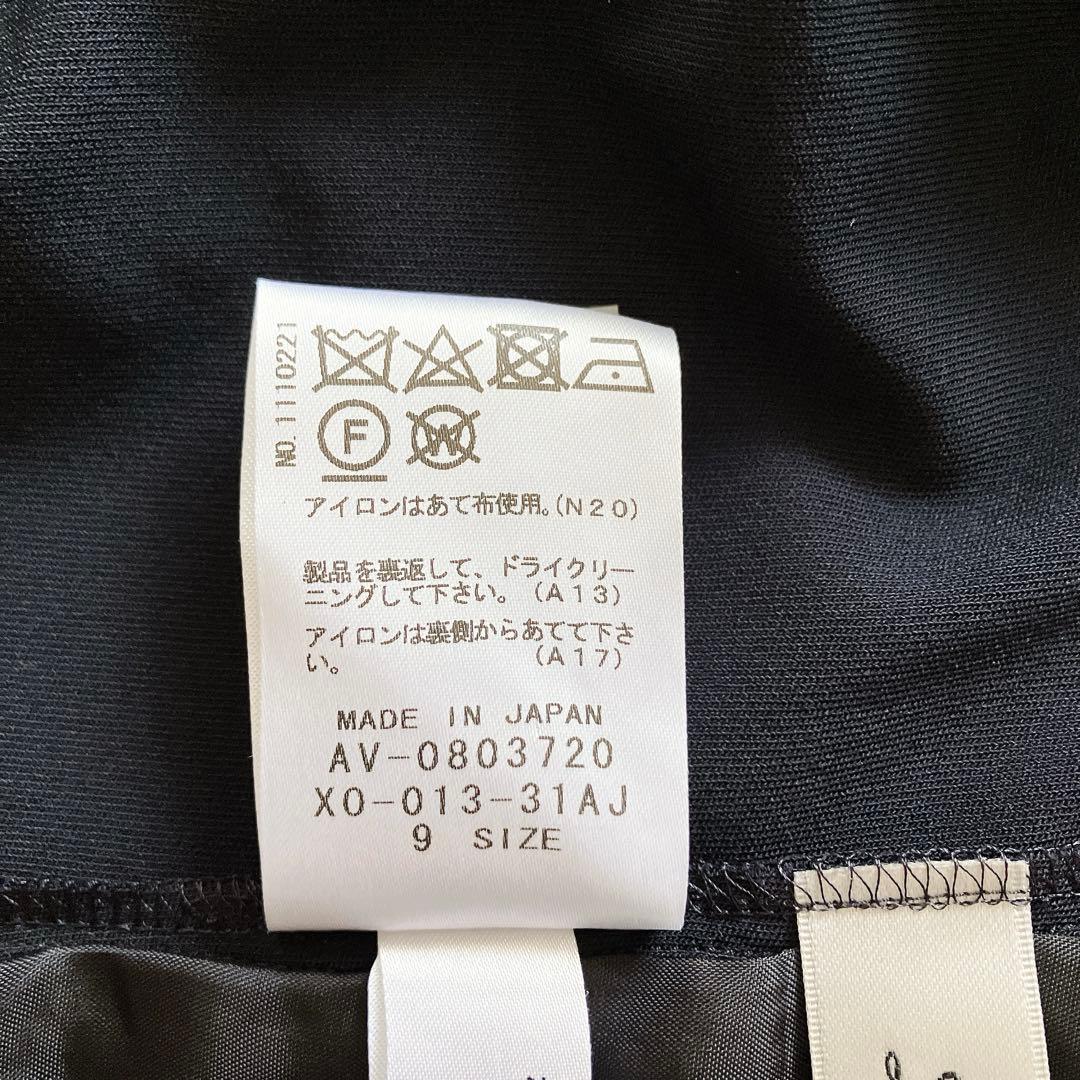 NO.1110221
F
W
アイロンはあて布使用。(N20)
製品を裏返して、ドライクリー
ニングして下さい。(A13)
アイロンは裏側からあてて下さ
い。(A17)
MADE IN JAPAN
AV-0803720
XO-013-31AJ
9 SIZE